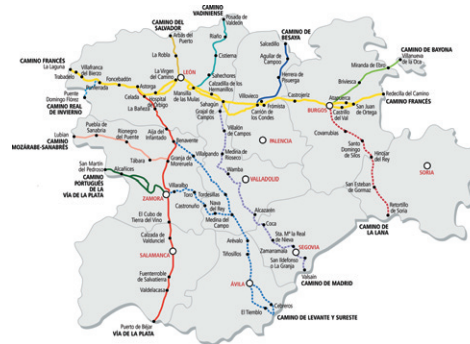 CAMINO
DEL SALVADOR
CAMINO
VADINIENSE
Posada de
Valdeón
Arbás del
Puerto
Riaño
CAMINO DE
BESAYA
CAMINO DE BAYONA
Salcedillo
Villanueva
de la Oca
La Robla
Cistierna
Aguilar de
Campoo
Miranda de Ebro
CAMINO FRANCÉS
La Laguna
Villafranca
del Bierzo
La Virgen
del Camino
LEÓN
Sahechores
Herrera de
Pisuerga
Briviesca
Trabadelo
Foncebadón
Calzadilla de los
Hermanillos
Villovieco
Castrojeriz
Atapuerca
Redecilla del Camino
Ponferrada
Astorga
Mansilla
de las Mulas
BURGOS
CAMINO FRANCÉS
Puente
Domingo Flórez
Celada
Hospital
de Órbigo
Sahagún
Carrión de
los Condes
Frómista
Castrillo
del Val
San Juan
de Ortega
CAMINO REAL
DE INVIERNO
Grajal de
Campos
Puebla de
Sanabria
Alija del
Infantado
Covarrubias
Lubián
Rionegro
del Puente
Benavente
Villalón
de Campos
PALENCIA
Santo
Domingo
de Silos
Hinojar
del Rey
CAMINO
MOZÁRABE-SANABRÉS
Villalpando
San Martín
del Pedroso
Tábara
Granja de
Moreruela
Medina de
Rioseco
SORIA
Alcañices
Wamba
VALLADOLID
San Esteban
de Gormaz
CAMINO
PORTUGUÉS
DE LA
VÍA DE LA PLATA
ZAMORA
Villaralbo
Toro
Tordesillas
Castronuño
Nava
del Rey
Alcazarén
Retortillo
de Soria
El Cubo de
Tierra del Vino
Medina
del Campo
Coca
CAMINO DE
LA LANA
Calzada de
Valdunciel
Arévalo
Sta. Mª la Real
de Nieva
Zamarramala
SEGOVIA
SALAMANCA
Tiñosillos
San Ildefonso
o La Granja
Fuenterroble
de Salvatierra
ÁVILA
Valsaín
CAMINO DE MADRID
Valdelacasa
Cebreros
El Tiemblo
CAMINO DE LEVANTE Y SURESTE
Puerto de Béjar
VÍA DE LA PLATA